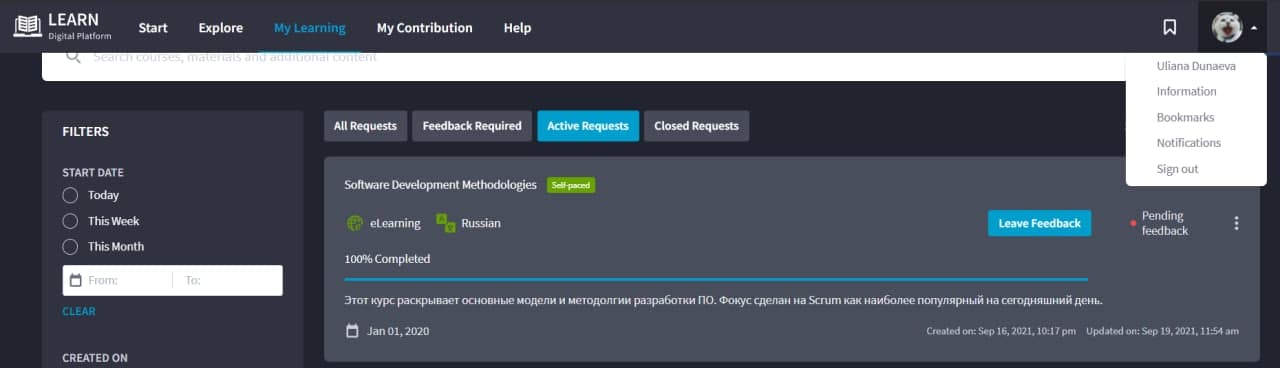 LEARN
Digital Platform
Start
Explore
My Learning
My Contribution
Help
Search courses, materials and additional content
Uliana Dunaeva
Information
Bookmarks
Notifications
Sign out
FILTERS
START DATE
Today
This Week
This Month
From:
To:
CLEAR
CREATED ON
All Requests
Feedback Required
Active Requests
Closed Requests
Software Development Methodologies
Self-paced
eLearning
Russian
Leave Feedback
Pending
feedback
100% Completed
Этот курс раскрывает основные модели и методолгии разработки ПО. Фокус сделан на Scrum как наиболее популярный на сегодняшний день.
Jan 01, 2020
Created on: Sep 16, 2021, 10:17 pm
Updated on: Sep 19, 2021, 11:54 am